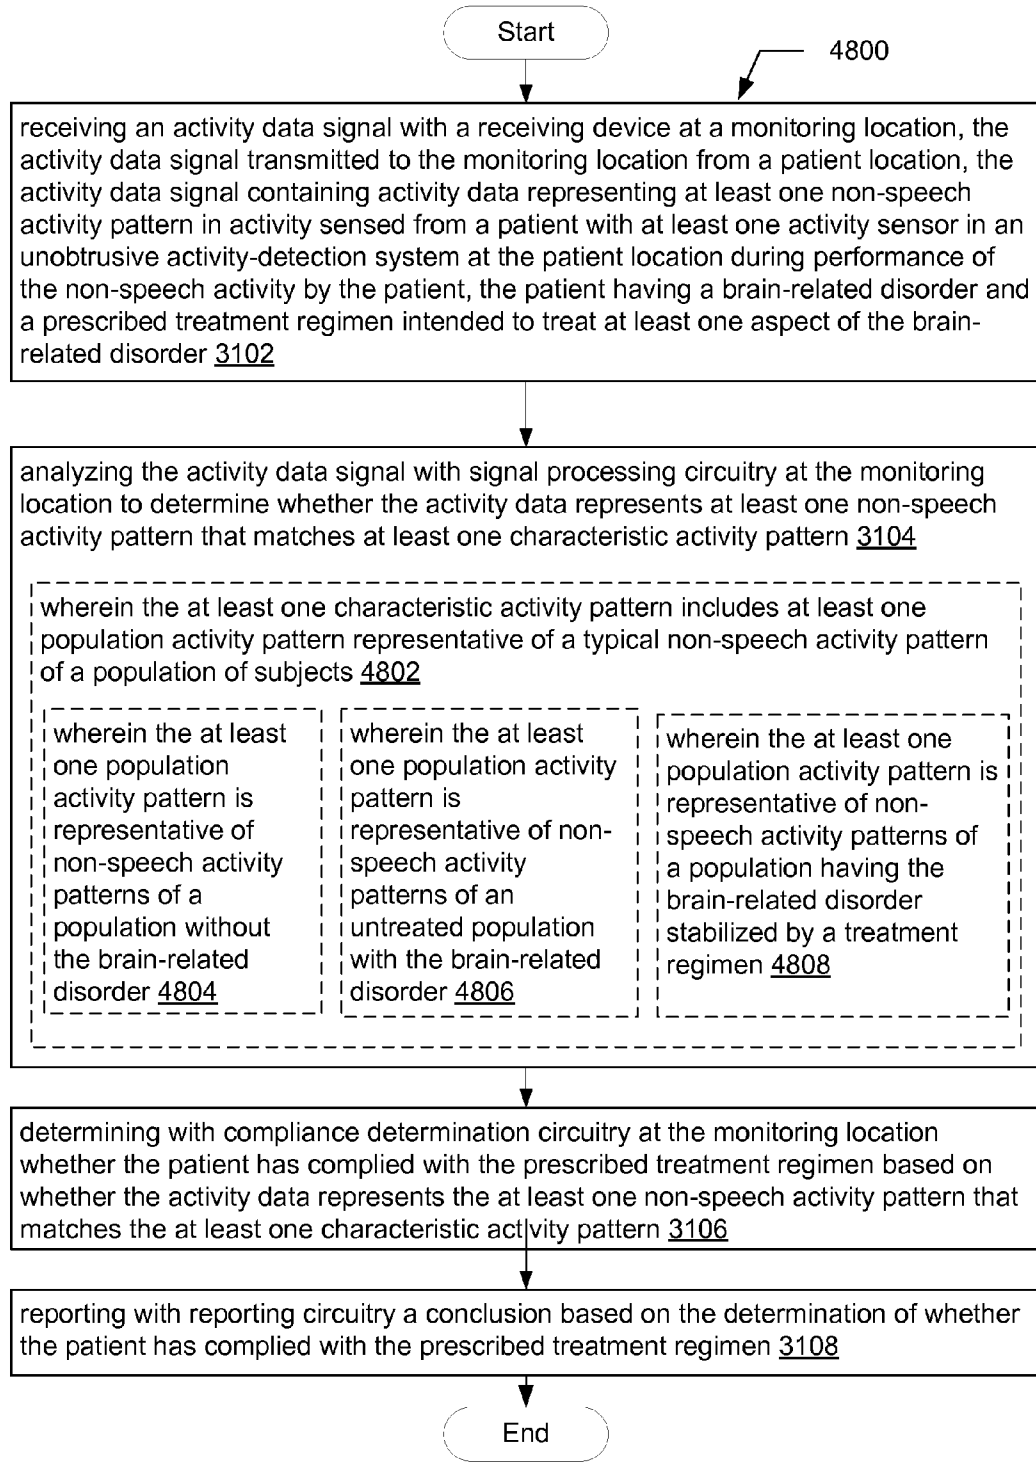 Start
4800
receiving an activity data signal with a receiving device at a monitoring location, the
activity data signal transmitted to the monitoring location from a patient location, the
activity data signal containing activity data representing at least one non-speech
activity pattern in activity sensed from a patient with at least one activity sensor in an
unobtrusive activity-detection system at the patient location during performance of
the non-speech activity by the patient, the patient having a brain-related disorder and
a prescribed treatment regimen intended to treat at least one aspect of the brain-
related disorder 3102
analyzing the activity data signal with signal processing circuitry at the monitoring
location to determine whether the activity data represents at least one non-speech
activity pattern that matches at least one characteristic activity pattern 3104
wherein the at least one characteristic activity pattern includes at least one
population activity pattern representative of a typical non-speech activity pattern
of a population of subjects 4802
wherein the at least
one population
activity pattern is
representative of
non-speech activity
patterns of a
population without
the brain-related
disorder 4804
wherein the at least
one population activity
pattern is
representative of non-
speech activity
patterns of an
untreated population
with the brain-related
disorder 4806
wherein the at least one
population activity pattern is
representative of non-
speech activity patterns of
a population having the
brain-related disorder
stabilized by a treatment
regimen 4808
determining with compliance determination circuitry at the monitoring location
whether the patient has complied with the prescribed treatment regimen based on
whether the activity data represents the at least one non-speech activity pattern that
matches the at least one characteristic activity pattern 3106
reporting with reporting circuitry a conclusion based on the determination of whether
the patient has complied with the prescribed treatment regimen 3108
End